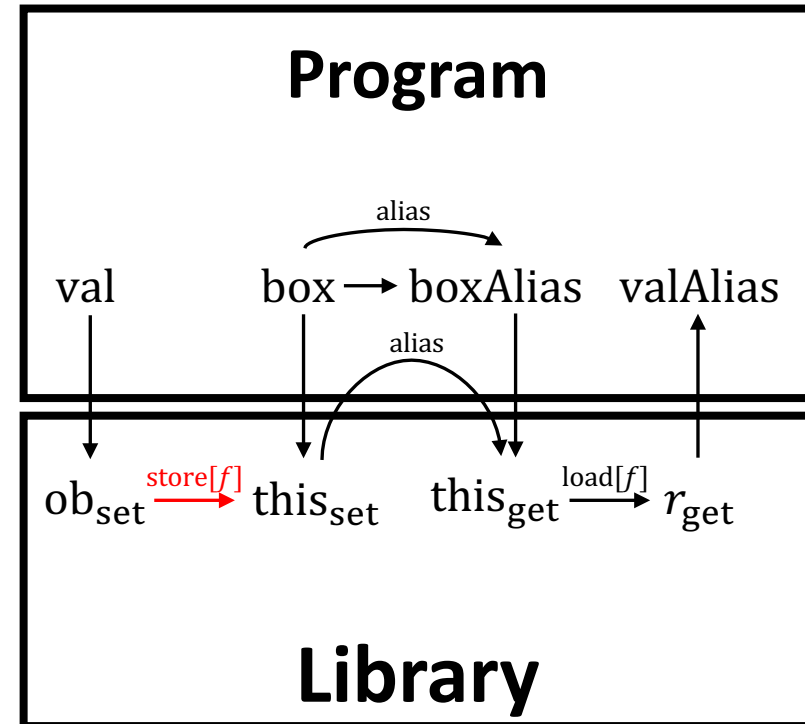 Program
alias
val box boxAlias valAlias
alias
ob_set store[f] this_set this_get load[f] r_get
Library